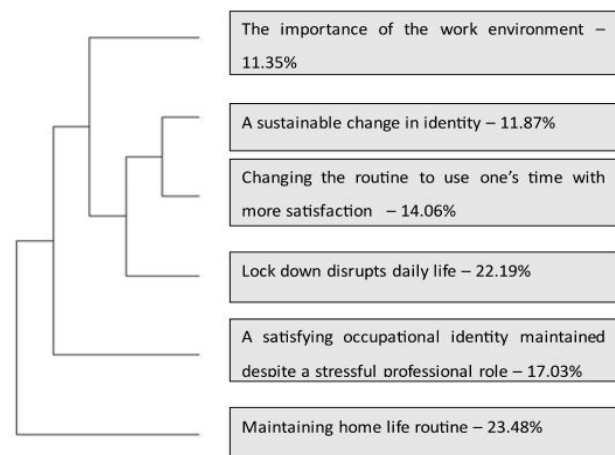 The importance of the work environment –
11.35%
A sustainable change in identity – 11.87%
Changing the routine to use one's time with
more satisfaction – 14.06%
Lock down disrupts daily life – 22.19%
A satisfying occupational identity maintained
despite a stressful professional role – 17.03%
Maintaining home life routine – 23.48%